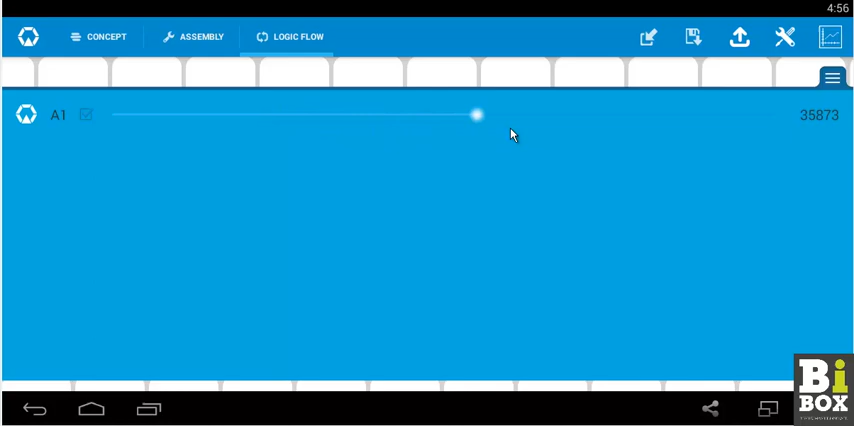 4:56
CONCEPT
ASSEMBLY
LOGIC FLOW
A1
35873
Bi
BOX